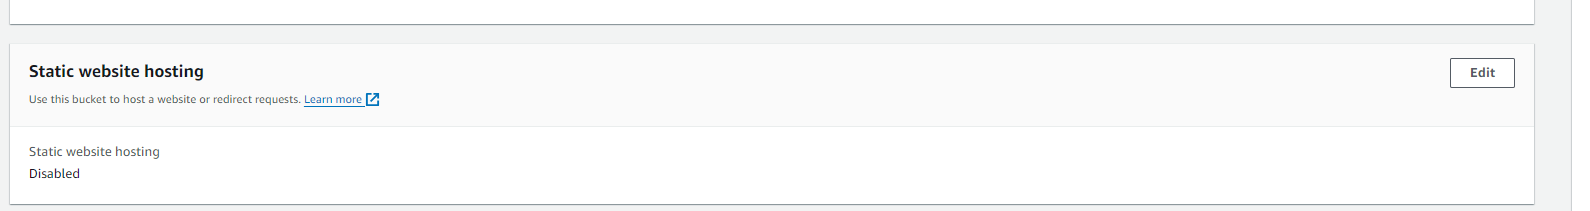 Static website hosting
Edit
Use this bucket to host a website or redirect requests. Learn more
Static website hosting
Disabled